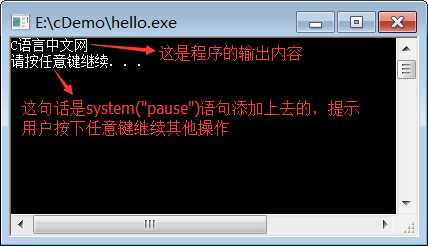 E:\cDemo\hello.exe
C语言中文网
这是程序的输出内容
请按任意键继续. . .
这句话是system("pause")语句添加上去的，提示
用户按下任意键继续其他操作